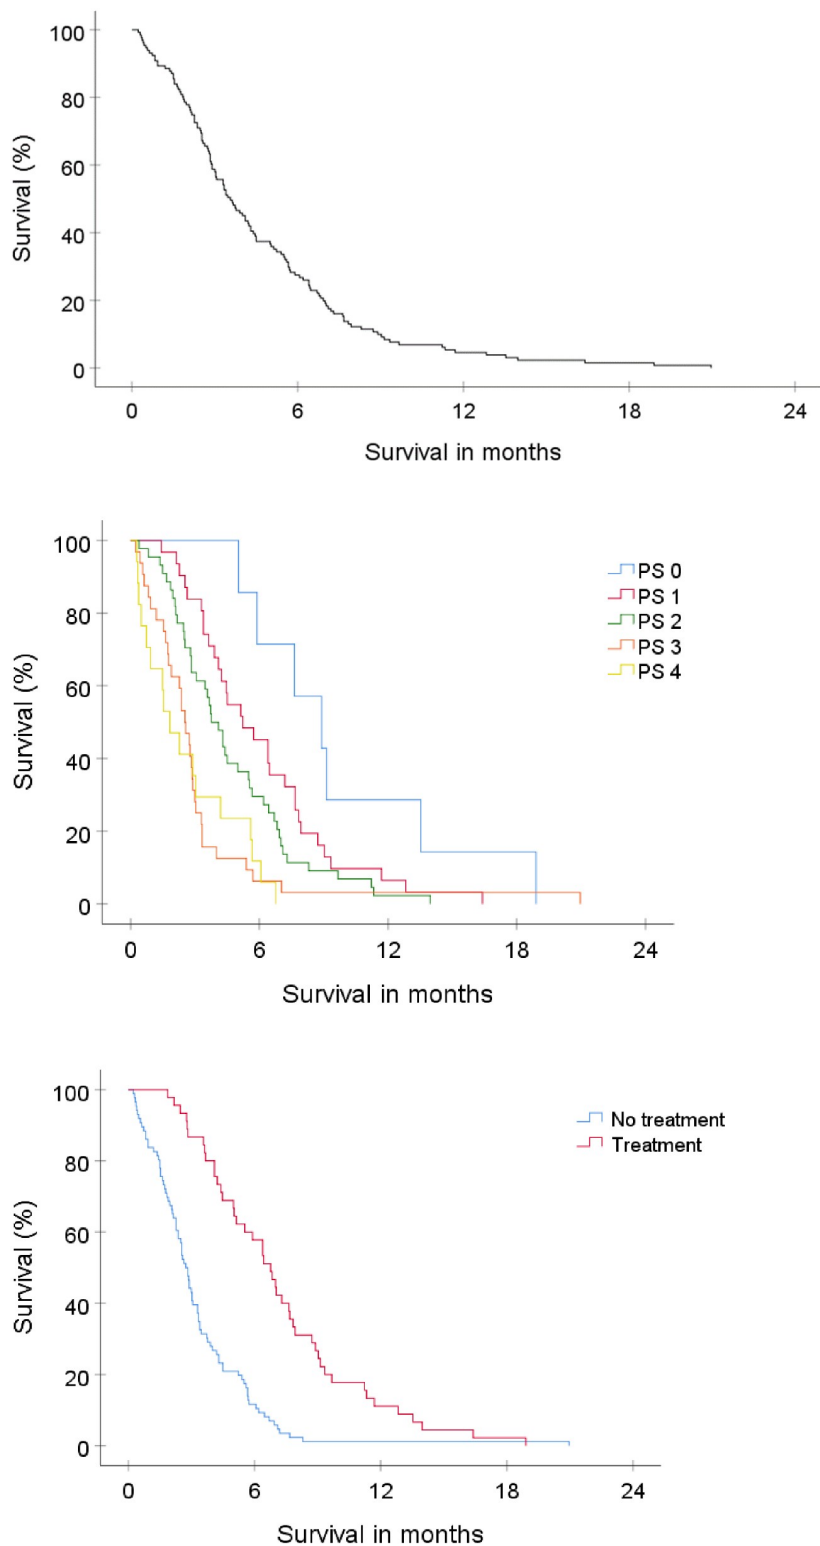 Survival (%)
100
80
60
40
20
0
0 6 12 18 24
Survival in months
Survival (%)
100
80
60
40
20
0
PS 0
PS 1
PS 2
PS 3
PS 4
0 6 12 18 24
Survival in months
Survival (%)
100
80
60
40
20
0
No treatment
Treatment
0 6 12 18 24
Survival in months